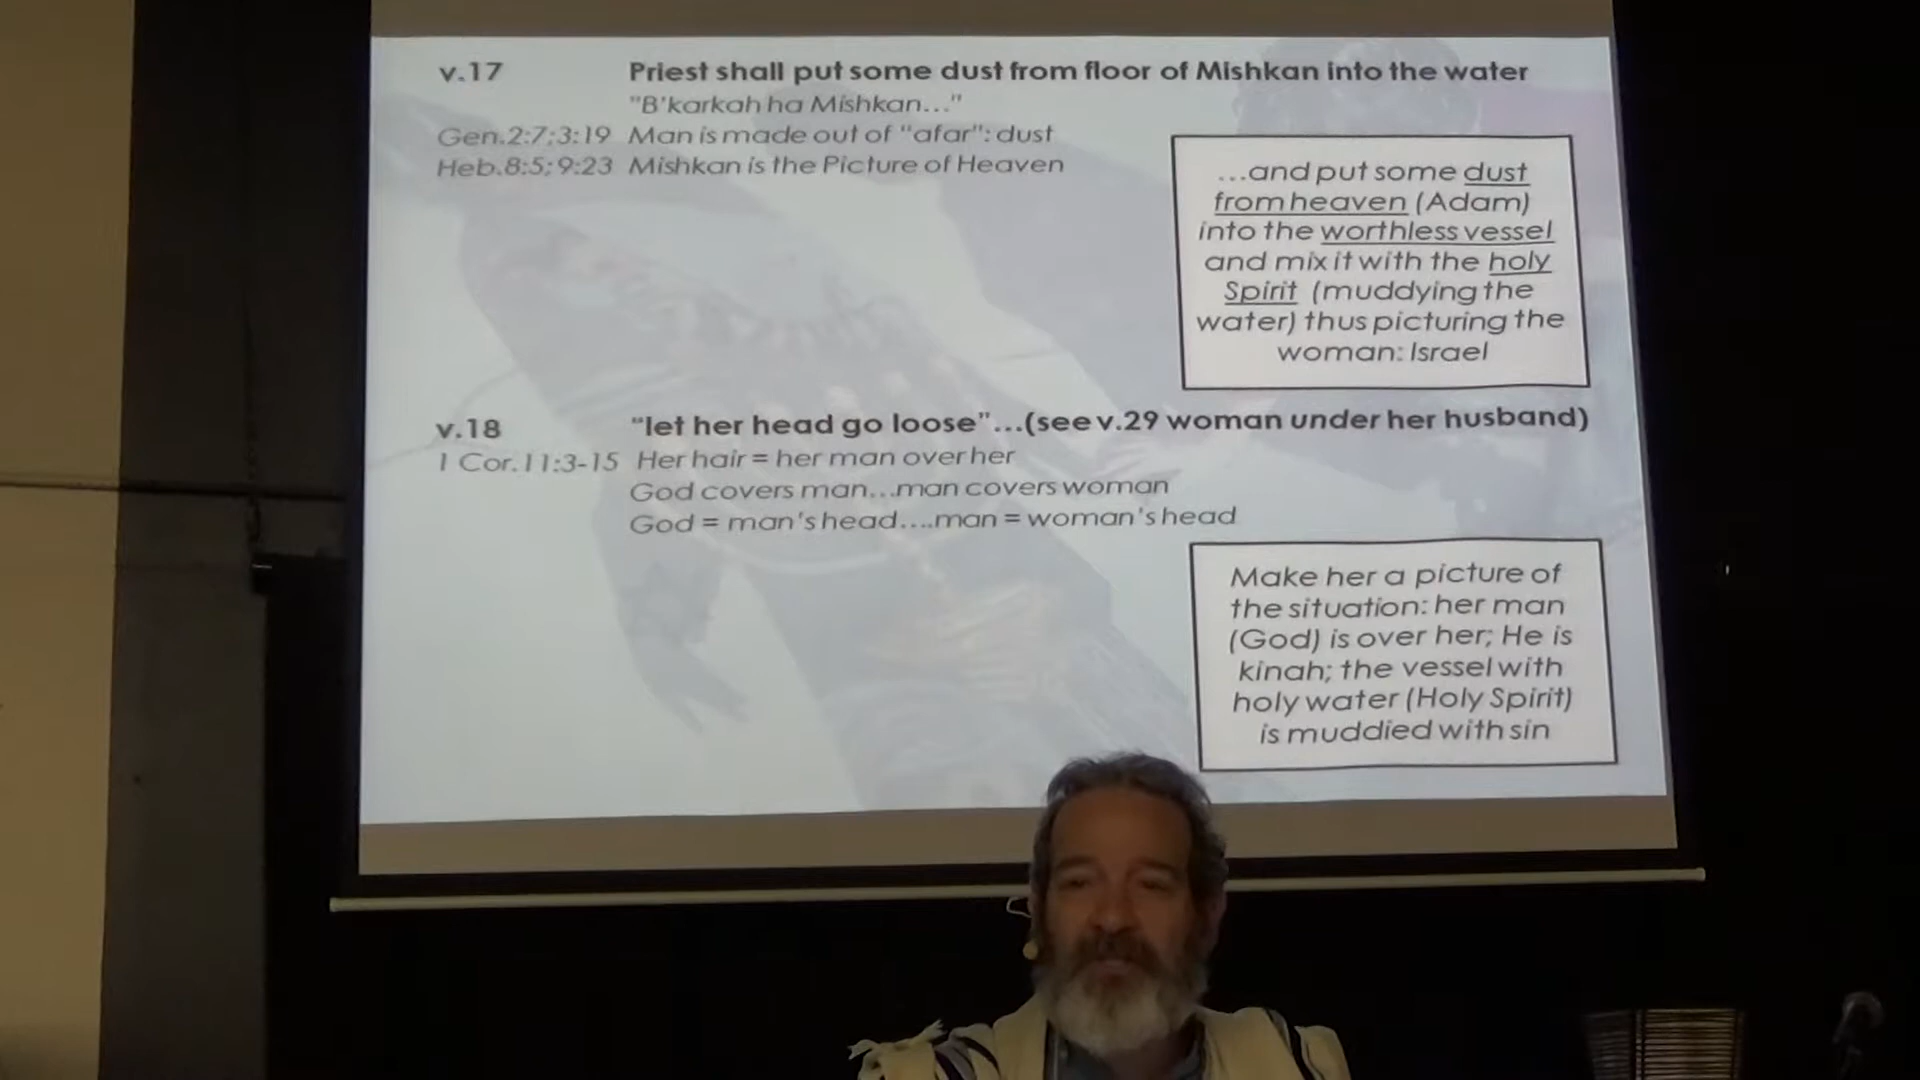 v.17 Priest shall put some dust from floor of Mishkan into the water
"B'karkah ha Mishkan..."
Gen.2:7;3:19 Man is made out of "afar": dust
Heb.8:5; 9:23 Mishkan is the Picture of Heaven
...and put some dust
from heaven (Adam)
into the worthless vessel
and mix it with the holy
Spirit (muddying the
water) thus picturing the
woman: Israel
v.18 "let her head go loose"...(see v.29 woman under her husband)
1 Cor.11:3-15 Her hair = her man over her
God covers man...man covers woman
God = man's head....man = woman's head
Make her a picture of
the situation: her man
(God) is over her; He is
kinah; the vessel with
holy water (Holy Spirit)
is muddied with sin